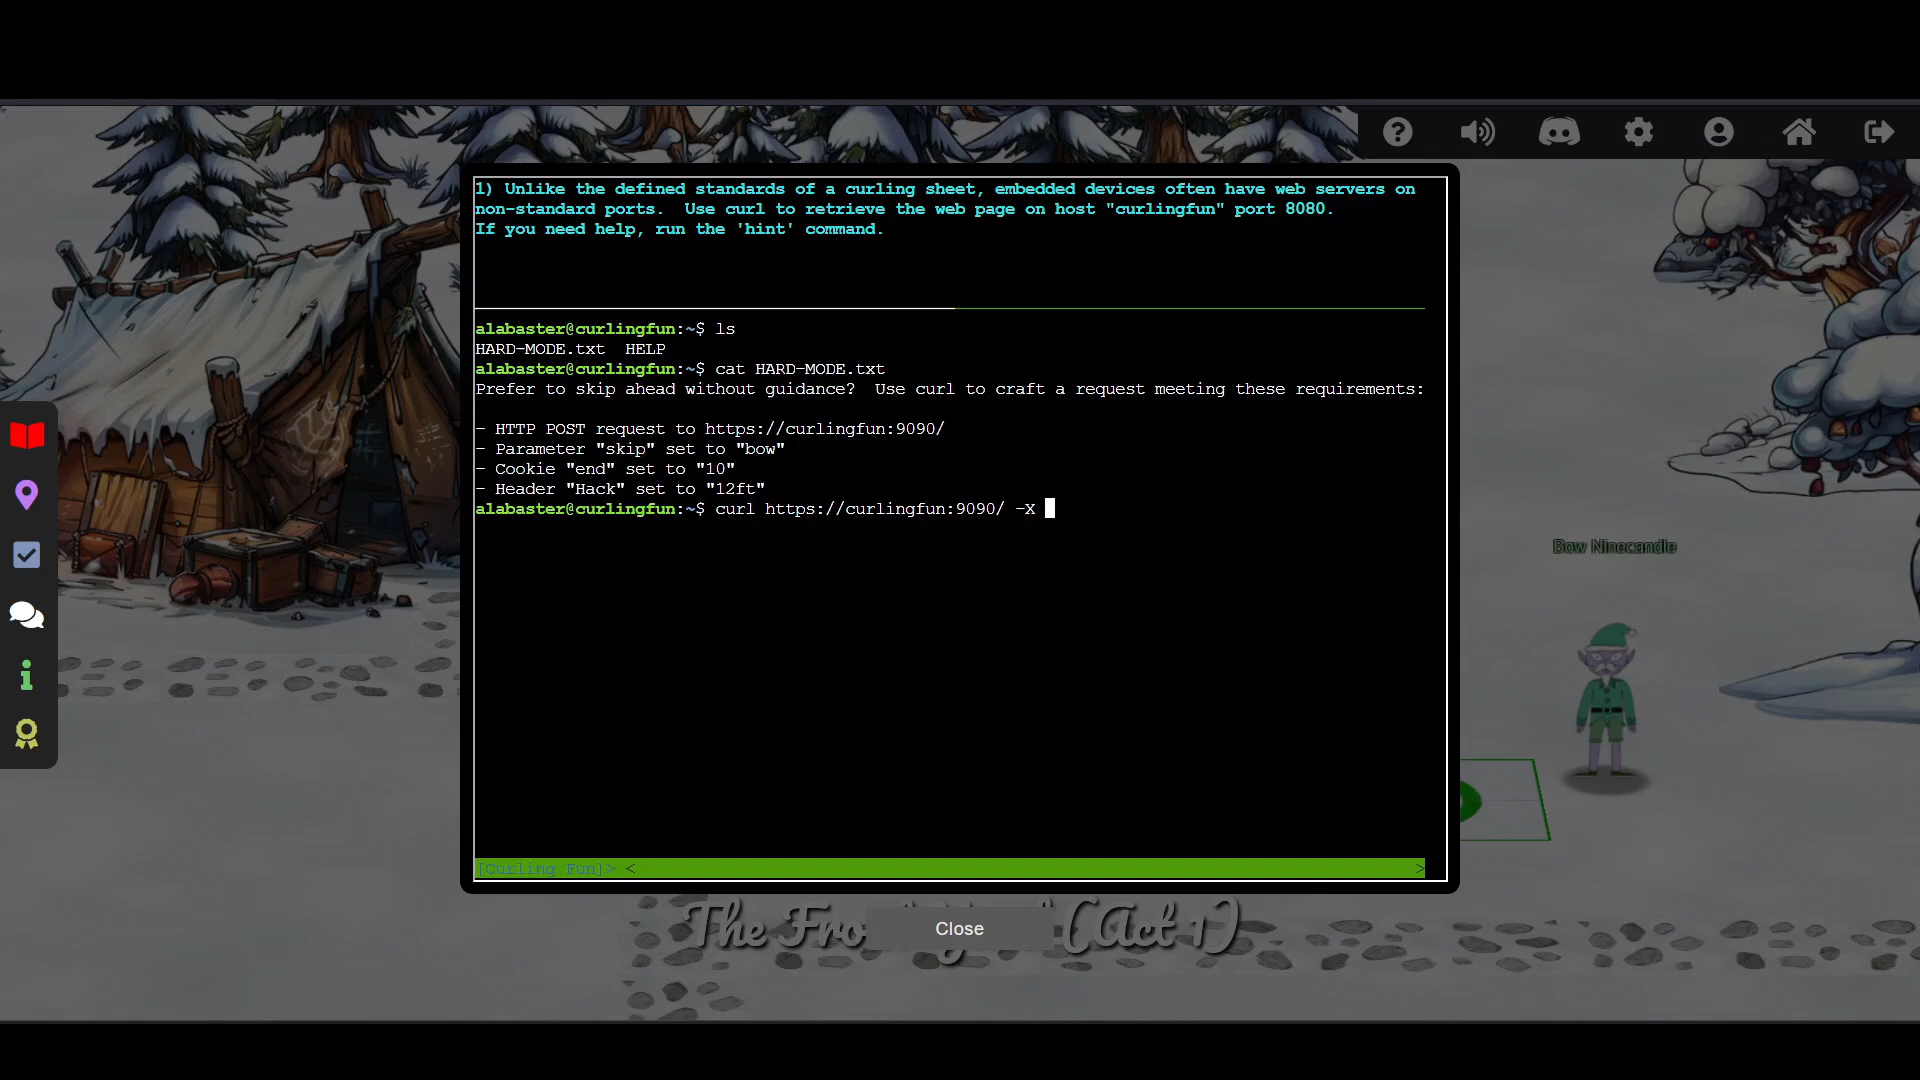 1) Unlike the defined standards of a curling sheet, embedded devices often have web servers on
non-standard ports.  Use curl to retrieve the web page on host "curlingfun" port 8080.
If you need help, run the 'hint' command.
alabaster@curlingfun:~$ ls
HARD-MODE.txt  HELP
alabaster@curlingfun:~$ cat HARD-MODE.txt
Prefer to skip ahead without guidance?  Use curl to craft a request meeting these requirements:
- HTTP POST request to https://curlingfun:9090/
- Parameter "skip" set to "bow"
- Cookie "end" set to "10"
- Header "Hack" set to "12ft"
alabaster@curlingfun:~$ curl https://curlingfun:9090/ -X
Bow Ninecandle
[Curling Fun]> <
>
The (Act 1)
Close